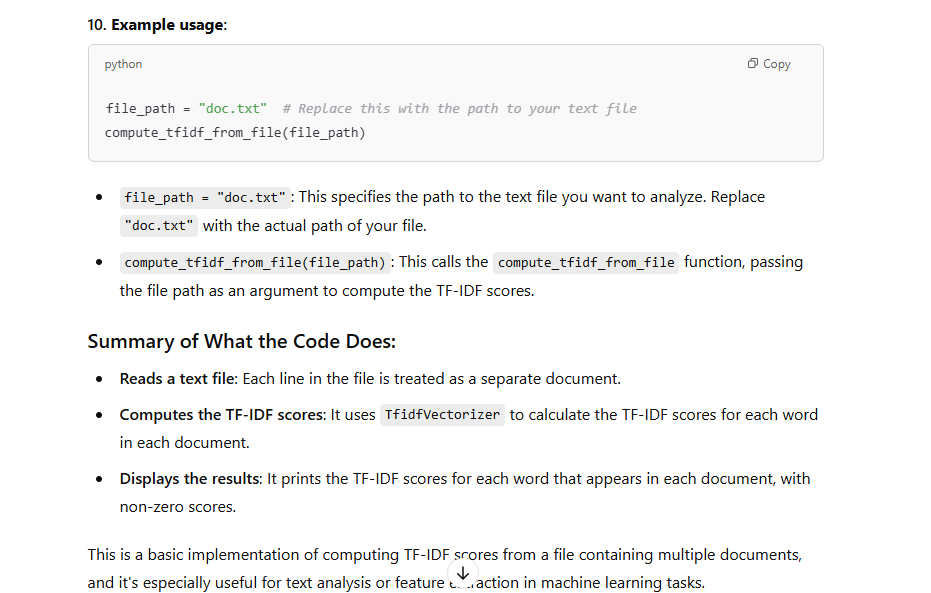 10. Example usage:
python
Copy
file_path = "doc.txt"  # Replace this with the path to your text file
compute_tfidf_from_file(file_path)
file_path = "doc.txt": This specifies the path to the text file you want to analyze. Replace
"doc.txt" with the actual path of your file.
compute_tfidf_from_file(file_path): This calls the compute_tfidf_from_file function, passing
the file path as an argument to compute the TF-IDF scores.
Summary of What the Code Does:
Reads a text file: Each line in the file is treated as a separate document.
Computes the TF-IDF scores: It uses TfidfVectorizer to calculate the TF-IDF scores for each word
in each document.
Displays the results: It prints the TF-IDF scores for each word that appears in each document, with
non-zero scores.
This is a basic implementation of computing TF-IDF scores from a file containing multiple documents,
and it's especially useful for text analysis or feature in machine learning tasks.